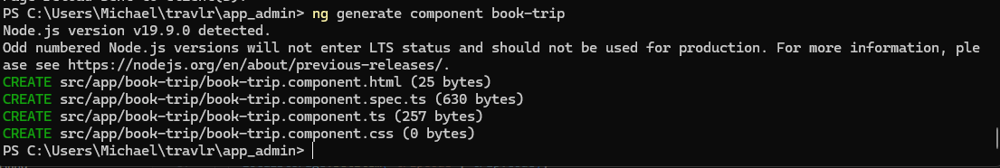 PS C:\Users\Michael\travlr\app_admin> ng generate component book-trip
Node.js version v19.9.0 detected.
Odd numbered Node.js versions will not enter LTS status and should not be used for production. For more information, ple
ase see https://nodejs.org/en/about/previous-releases/.
CREATE src/app/book-trip/book-trip.component.html (25 bytes)
CREATE src/app/book-trip/book-trip.component.spec.ts (630 bytes)
CREATE src/app/book-trip/book-trip.component.ts (257 bytes)
CREATE src/app/book-trip/book-trip.component.css (0 bytes)
PS C:\Users\Michael\travlr\app_admin>